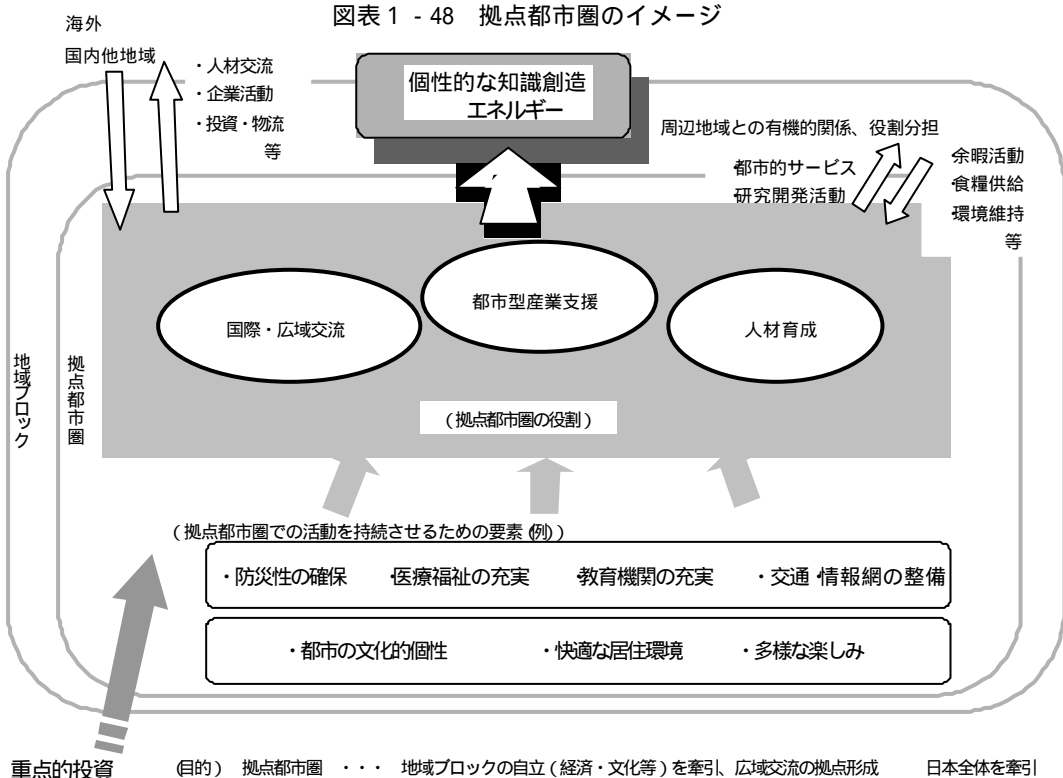 図表1-48 拠点都市圏のイメージ
海外
国内他地域
・人材交流
・企業活動
・投資・物流
等
個性的な知識創造
エネルギー
周辺地域との有機的関係、役割分担
・都市的サービス
・研究開発活動
・余暇活動
・食糧供給
・環境維持
等
国際・広域交流
都市型産業支援
人材育成
地域ブロック
拠点都市圏
(拠点都市圏の役割)
(拠点都市圏での活動を持続させるための要素(例))
・防災性の確保 ・医療福祉の充実 ・教育機関の充実 ・交通・情報網の整備
・都市の文化的個性 ・快適な居住環境 ・多様な楽しみ
重点的投資
(目的) 拠点都市圏 ・・・ 地域ブロックの自立(経済・文化等)を牽引、広域交流の拠点形成 日本全体を牽引